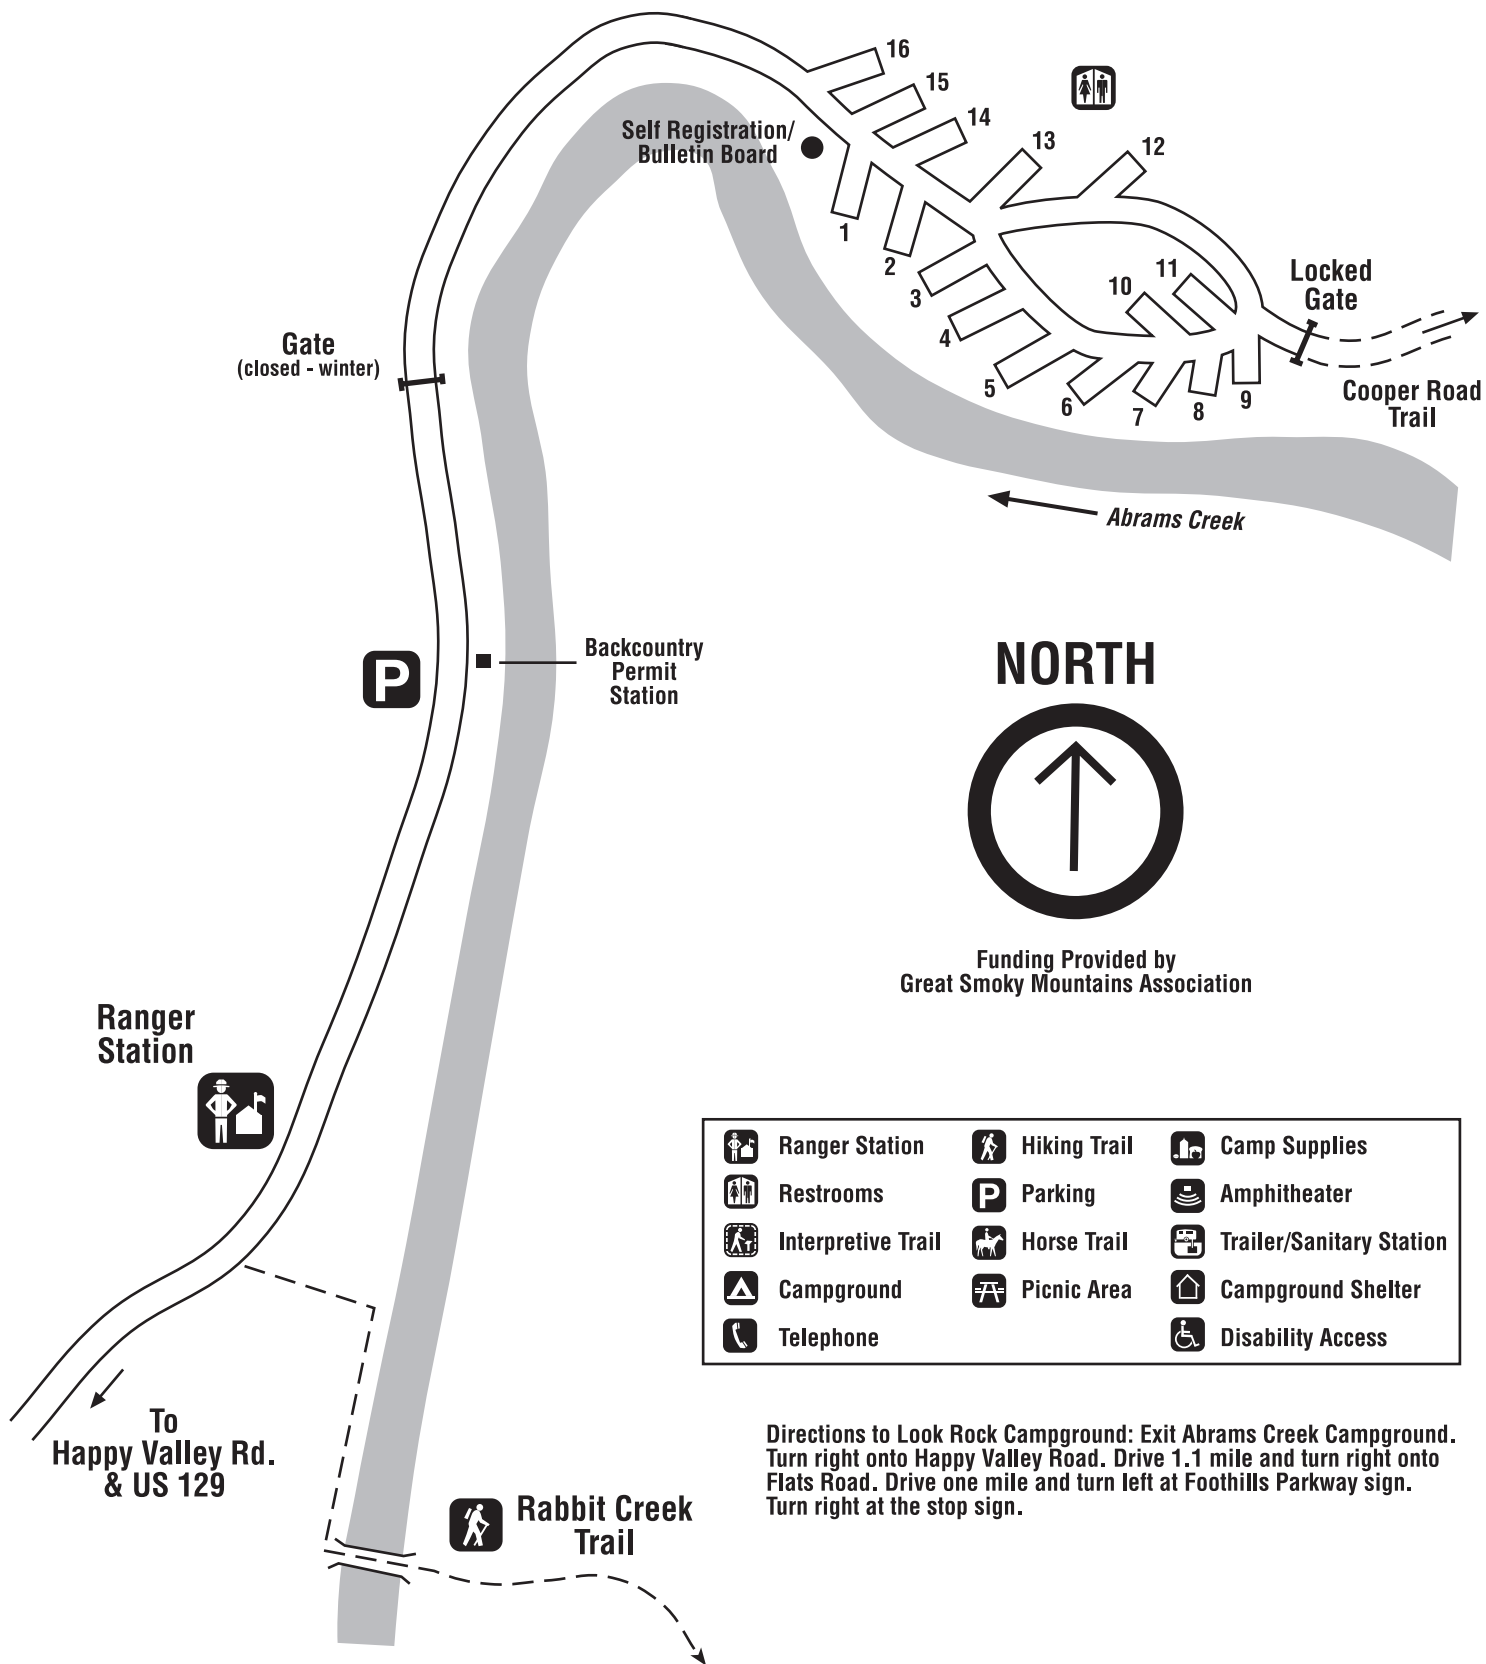 16
15
14
13
12
Self Registration/
Bulletin Board
1
2
3
4
5
6
7
8
9
10
11
Locked
Gate
Cooper Road
Trail
Gate
(closed - winter)
Abrams Creek
Backcountry
Permit
Station
P
NORTH
Funding Provided by
Great Smoky Mountains Association
Ranger
Station
Ranger Station
Restrooms
Interpretive Trail
Campground
Telephone
Hiking Trail
P Parking
Horse Trail
Picnic Area
Camp Supplies
Amphitheater
Trailer/Sanitary Station
Campground Shelter
Disability Access
To
Happy Valley Rd.
& US 129
Rabbit Creek
Trail
Directions to Look Rock Campground: Exit Abrams Creek Campground.
Turn right onto Happy Valley Road. Drive 1.1 mile and turn right onto
Flats Road. Drive one mile and turn left at Foothills Parkway sign.
Turn right at the stop sign.